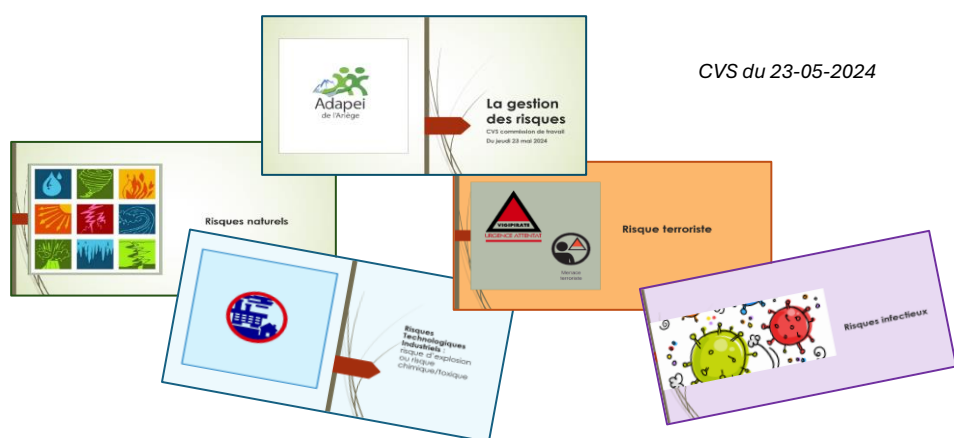 CVS du 23-05-2024
Adapei
de l'Ariège
La gestion
des risques
CVS commission de travail
Du jeudi 23 mai 2024
Risques naturels
VIGIPIRATE
URGENCE ATTENTAT
Menace
terroriste
Risque terroriste
Risques
Technologiques
Industriels :
risque d'explosion
ou risque
chimique/toxique
Risques infectieux